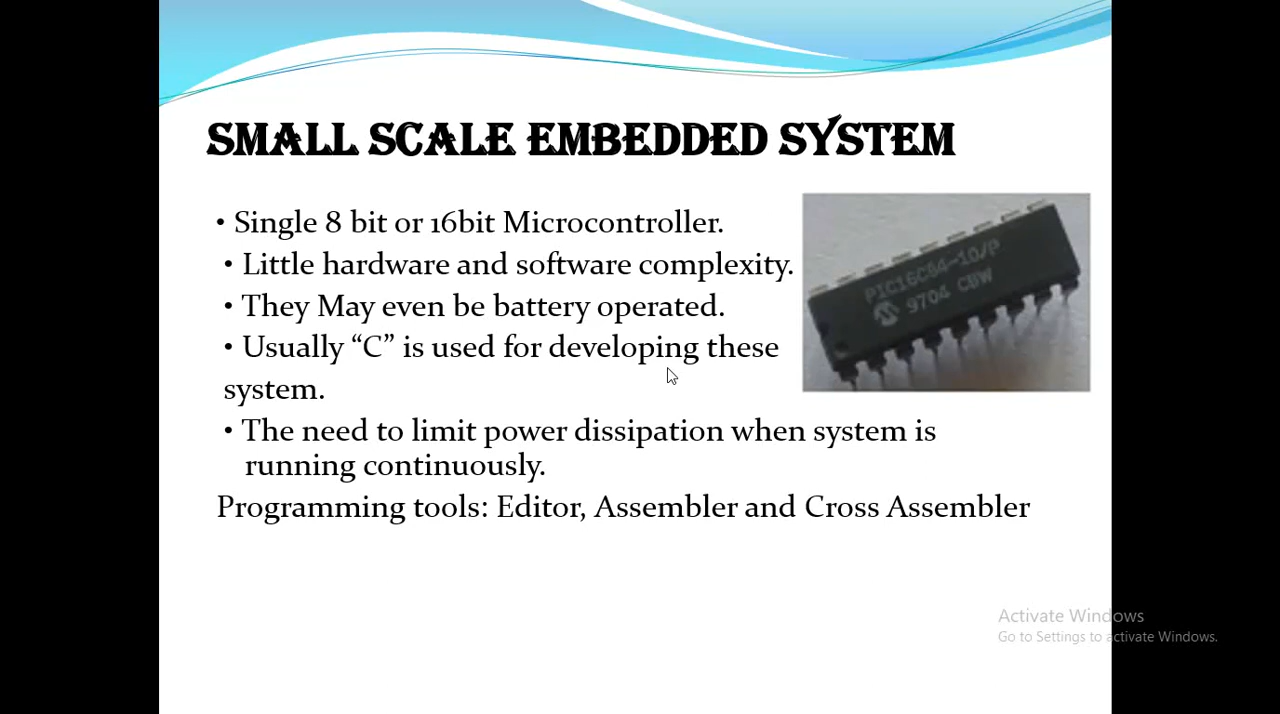 SMALL SCALE EMBEDDED SYSTEM
• Single 8 bit or 16bit Microcontroller.
• Little hardware and software complexity.
• They May even be battery operated.
• Usually “C” is used for developing these
system.
• The need to limit power dissipation when system is
running continuously.
Programming tools: Editor, Assembler and Cross Assembler
PIC16C84-10/P
9704 CBW
Activate Windows
Go to Settings to activate Windows.